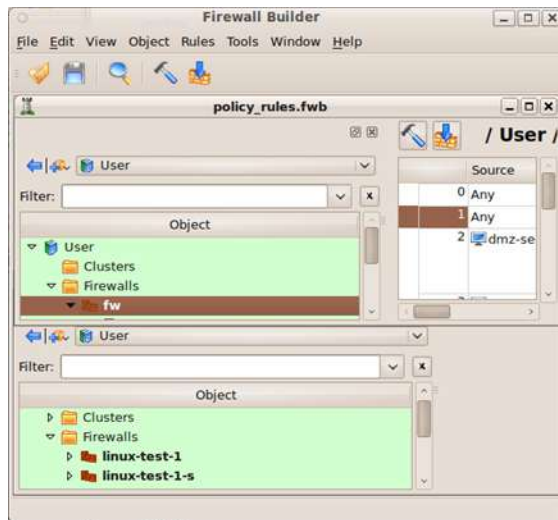 Firewall Builder
File Edit View Object Rules Tools Window Help
policy_rules.fwb
/ User /
User
Filter:
Source
0 Any
Object
1 Any
User
2 dmz-se
Clusters
Firewalls
fw
User
Filter:
Object
Clusters
Firewalls
linux-test-1
linux-test-1-s